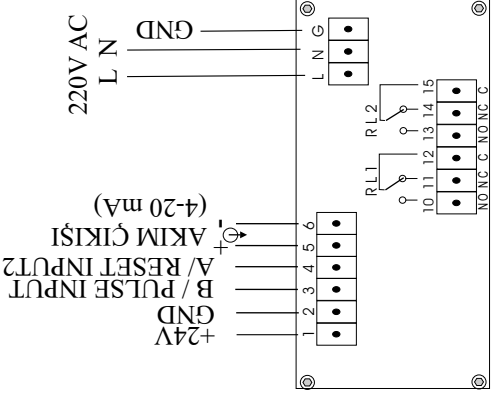 220V AC
L N
GND
G
N
L
15 C
14 NC
13 NO
RL2
12 C
11 NC
10 NO
RL1
(4-20 mA)
AKIM ÇIKIŞI
- +
A/ RESET INPUT2
B / PULSE INPUT
GND
+24V
6
5
4
3
2
1